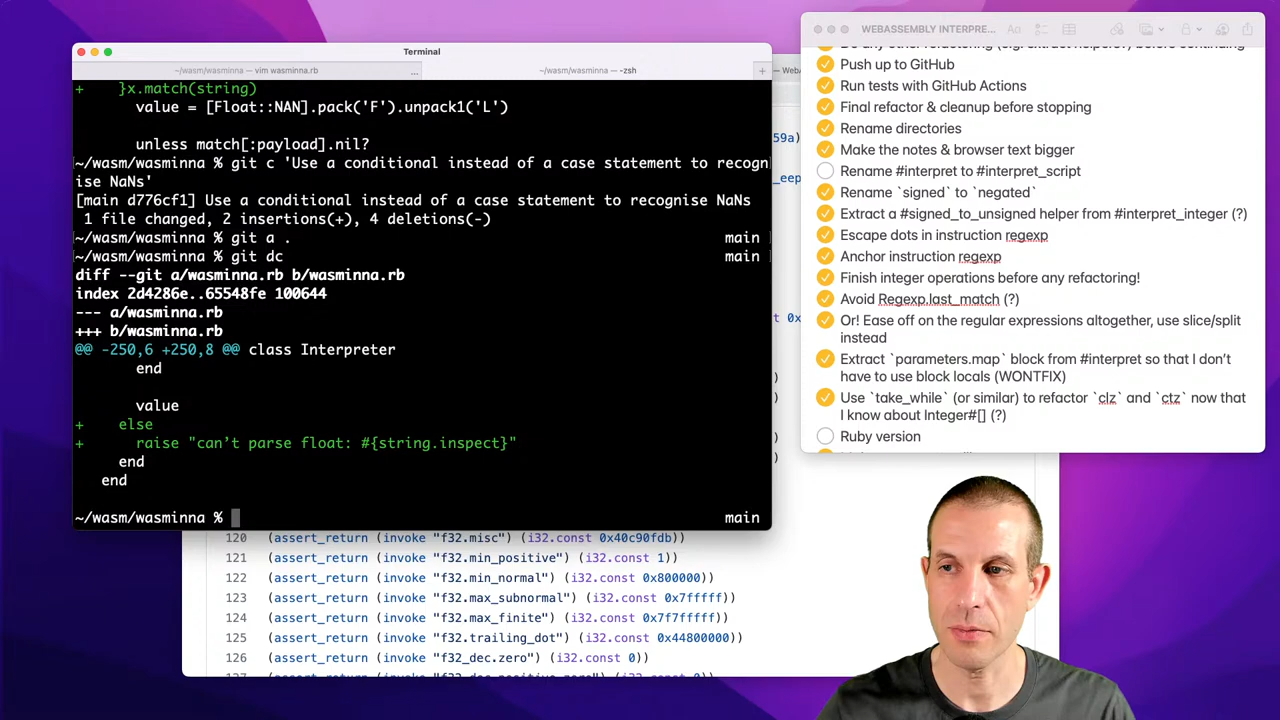 Terminal
~/wasm/wasminna — vim wasminna.rb
...
~/wasm/wasminna — -zsh
+
+ }x.match(string)
value = [Float::NAN].pack('F').unpack1('L')
unless match[:payload].nil?
~/wasm/wasminna % git c 'Use a conditional instead of a case statement to recogn
ise NaNs'
[main d776cf1] Use a conditional instead of a case statement to recognise NaNs
1 file changed, 2 insertions(+), 4 deletions(-)
~/wasm/wasminna % git a . main
~/wasm/wasminna % git dc main
diff --git a/wasminna.rb b/wasminna.rb
index 2d4286e..65548fe 100644
--- a/wasminna.rb
+++ b/wasminna.rb
@@ -250,6 +250,8 @@ class Interpreter
end
value
+ else
+ raise "can’t parse float: #{string.inspect}"
end
end
~/wasm/wasminna % main
59a)
_eep
t 0x
120 (assert_return (invoke "f32.misc") (i32.const 0x40c90fdb))
121 (assert_return (invoke "f32.min_positive") (i32.const 1))
122 (assert_return (invoke "f32.min_normal") (i32.const 0x800000))
123 (assert_return (invoke "f32.max_subnormal") (i32.const 0x7fffff))
124 (assert_return (invoke "f32.max_finite") (i32.const 0x7f7fffff))
125 (assert_return (invoke "f32.trailing_dot") (i32.const 0x44800000))
126 (assert_return (invoke "f32_dec.zero") (i32.const 0))
WEBASSEMBLY INTERPRE...
Push up to GitHub
Run tests with GitHub Actions
Final refactor & cleanup before stopping
Rename directories
Make the notes & browser text bigger
Rename #interpret to #interpret_script
Rename `signed` to `negated`
Extract a #signed_to_unsigned helper from #interpret_integer (?)
Escape dots in instruction regexp
Anchor instruction regexp
Finish integer operations before any refactoring!
Avoid Regexp.last_match (?)
Or! Ease off on the regular expressions altogether, use slice/split
instead
Extract `parameters.map` block from #interpret so that I don’t
have to use block locals (WONTFIX)
Use `take_while` (or similar) to refactor `clz` and `ctz` now that
I know about Integer#[] (?)
Ruby version